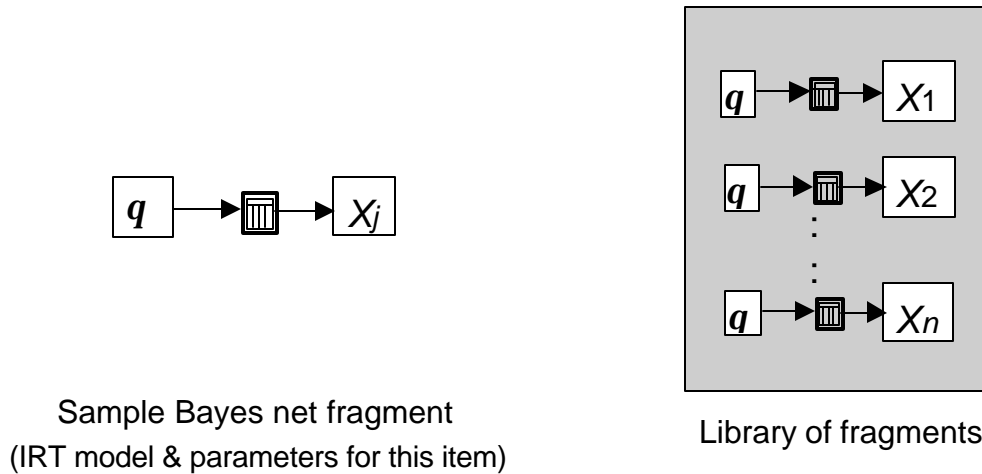 q
Xj
Sample Bayes net fragment
(IRT model & parameters for this item)
q
X1
q
X2
q
Xn
Library of fragments